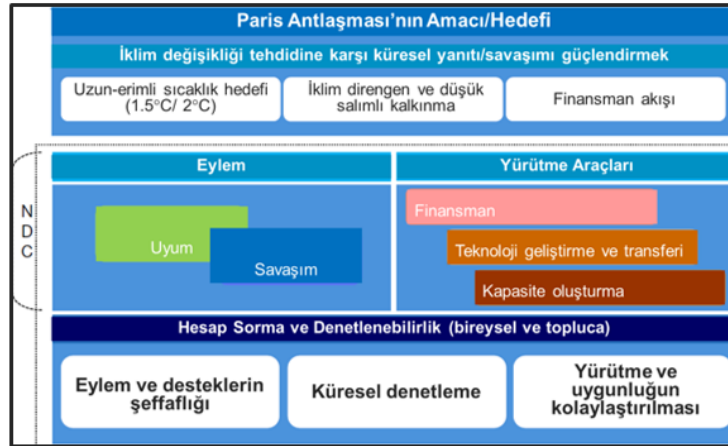 Paris Antlaşması'nın Amacı/Hedefi
İklim değişikliği tehdidine karşı küresel yanıtı/savaşımı güçlendirmek
Uzun-erimli sıcaklık hedefi
(1.5°C/ 2°C)
İklim direngen ve düşük
salımlı kalkınma
Finansman akışı
N
D
C
Eylem
Uyum
Savaşım
Yürütme Araçları
Finansman
Teknoloji geliştirme ve transferi
Kapasite oluşturma
Hesap Sorma ve Denetlenebilirlik (bireysel ve topluca)
Eylem ve desteklerin
şeffaflığı
Küresel denetleme
Yürütme ve
uygunluğun
kolaylaştırılması